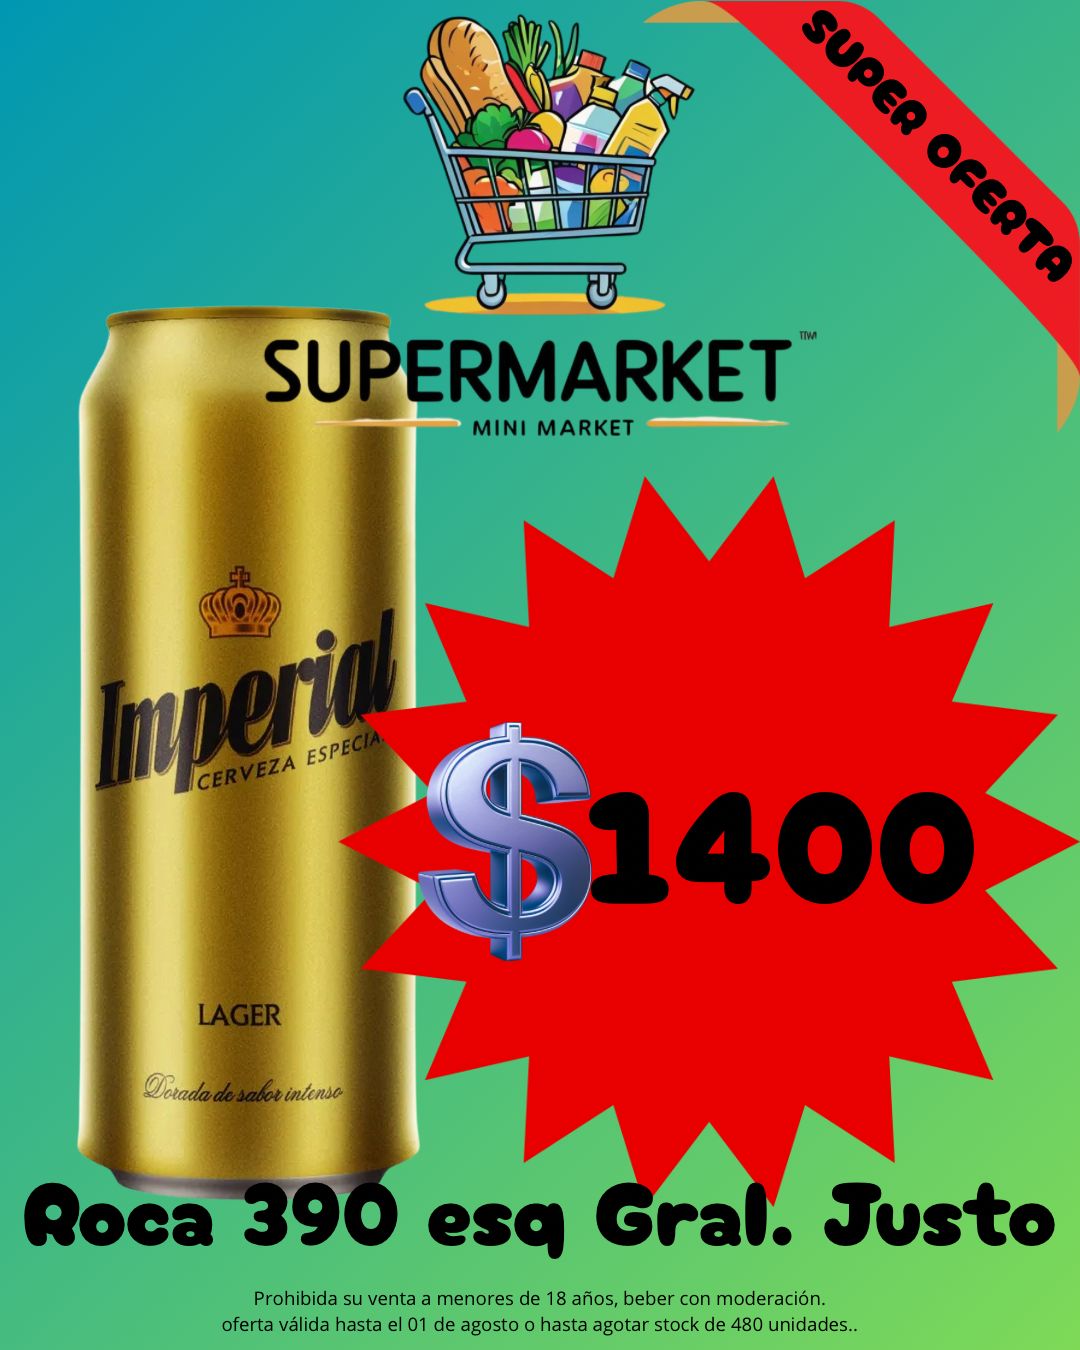 SUPER OFERTA
SUPERMARKET™
MINI MARKET
Imperial
CERVEZA ESPECIAL
$1400
LAGER
Dorada de sabor intenso
Roca 390 esq Gral. Justo
Prohibida su venta a menores de 18 años, beber con moderación.
oferta válida hasta el 01 de agosto o hasta agotar stock de 480 unidades..